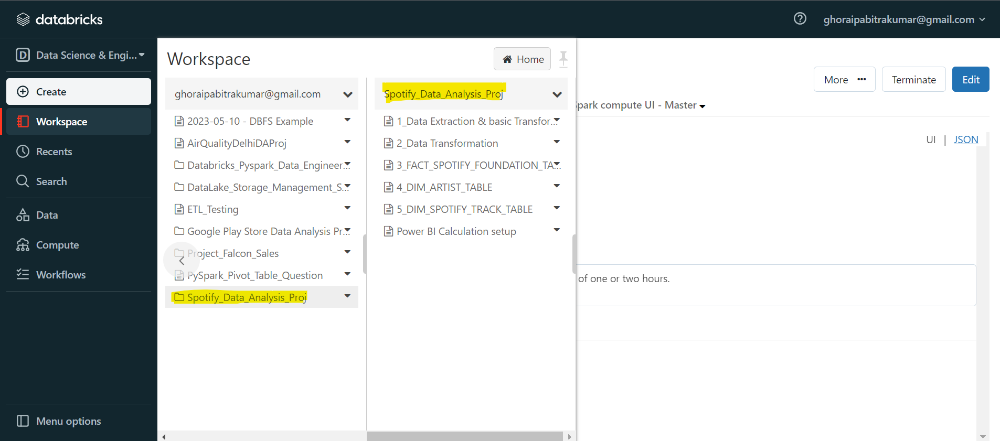 databricks
ghoraipabitrakumar@gmail.com
Data Science & Engi...
Create
Workspace
Recents
Search
Data
Compute
Workflows
Menu options
Workspace
Home
ghoraipabitrakumar@gmail.com
2023-05-10 - DBFS Example
AirQualityDelhiDAProj
Databricks_Pyspark_Data_Engineer...
DataLake_Storage_Management_S...
ETL_Testing
Google Play Store Data Analysis Pr...
Project_Falcon_Sales
PySpark_Pivot_Table_Question
Spotify_Data_Analysis_Proj
Spotify_Data_Analysis_Proj
1_Data Extraction & basic Transfor...
2_Data Transformation
3_FACT_SPOTIFY_FOUNDATION_TA...
4_DIM_ARTIST_TABLE
5_DIM_SPOTIFY_TRACK_TABLE
Power BI Calculation setup
More ...
Terminate
Edit
Spark compute UI - Master
UI | JSON
of one or two hours.